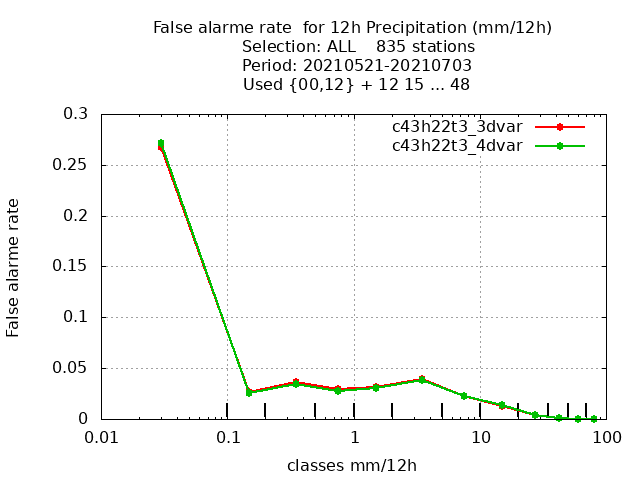 False alarme rate  for 12h Precipitation (mm/12h)
Selection: ALL    835 stations
Period: 20210521-20210703
Used {00,12} + 12 15 ... 48
c43h22t3_3dvar
c43h22t3_4dvar
0.3
0.25
0.2
0.15
0.1
0.05
0
False alarme rate
0.01
0.1
1
10
100
classes mm/12h